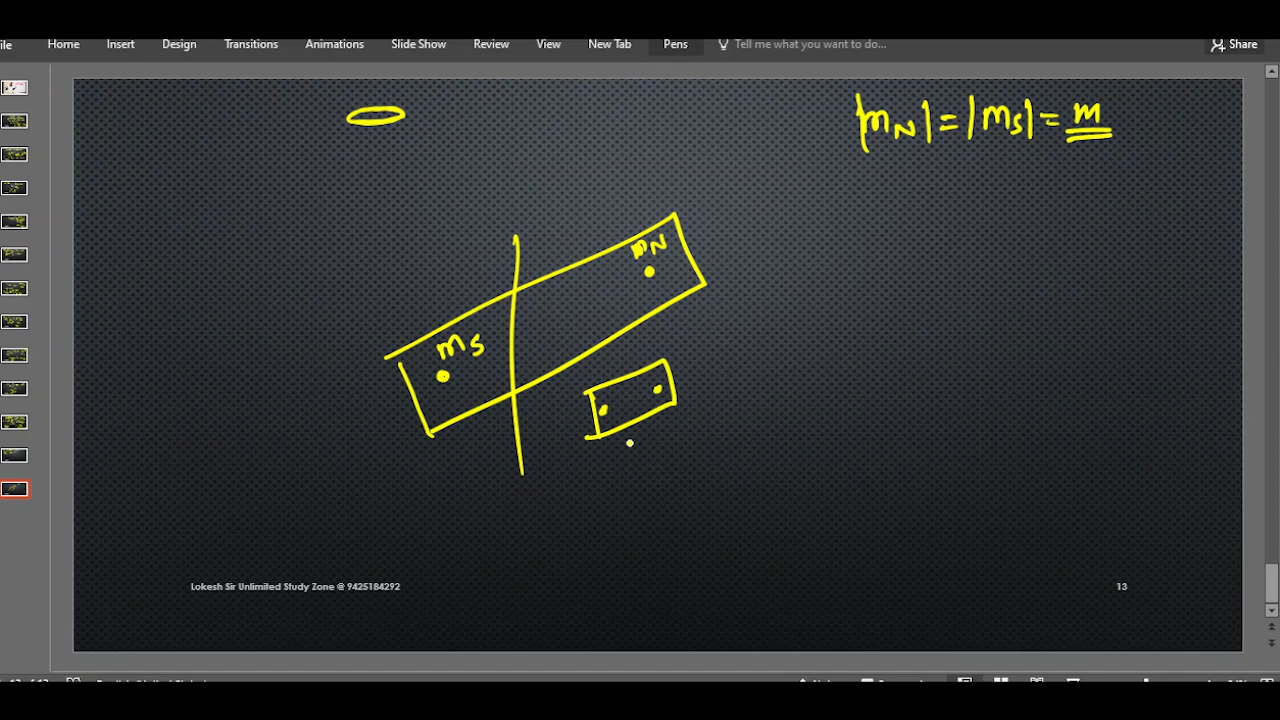 ile Home Insert Design Transitions Animations Slide Show Review View New Tab Pens Tell me what you want to do... Share
|mN| = |mS| = m
mN
mS
Lokesh Sir Unlimited Study Zone @ 9425184292 13